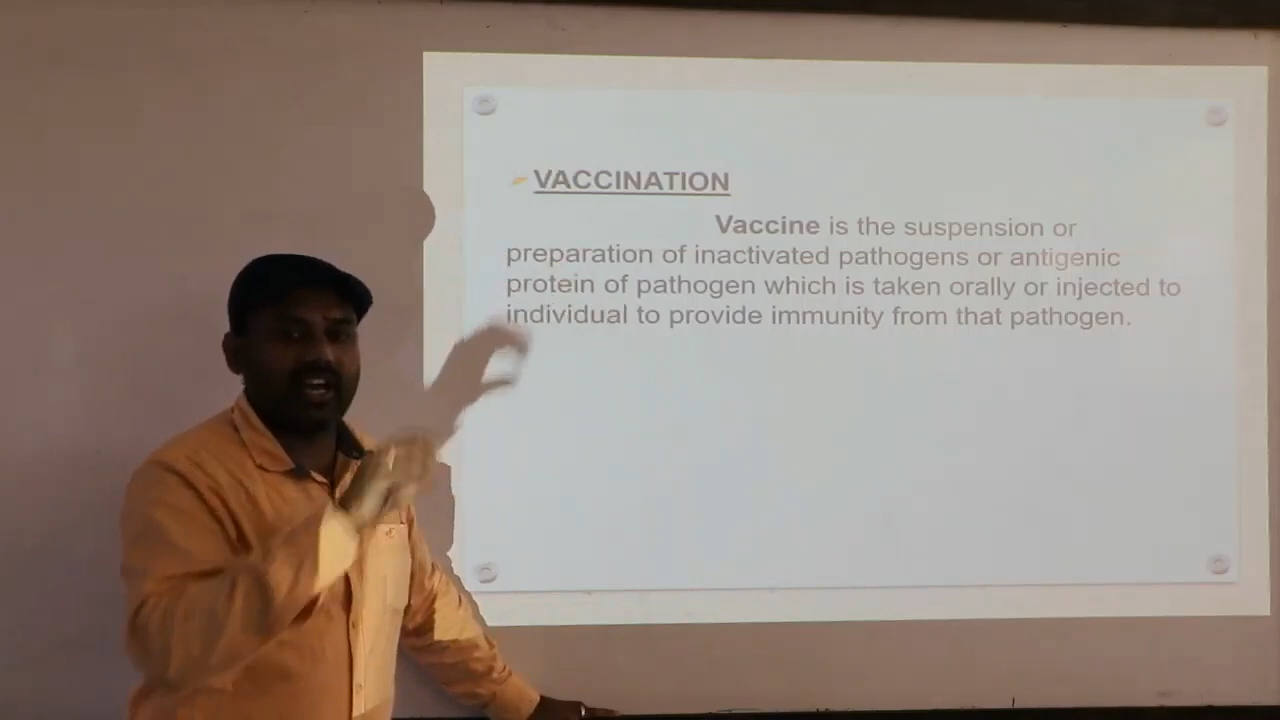 VACCINATION
Vaccine is the suspension or
preparation of inactivated pathogens or antigenic
protein of pathogen which is taken orally or injected to
individual to provide immunity from that pathogen.